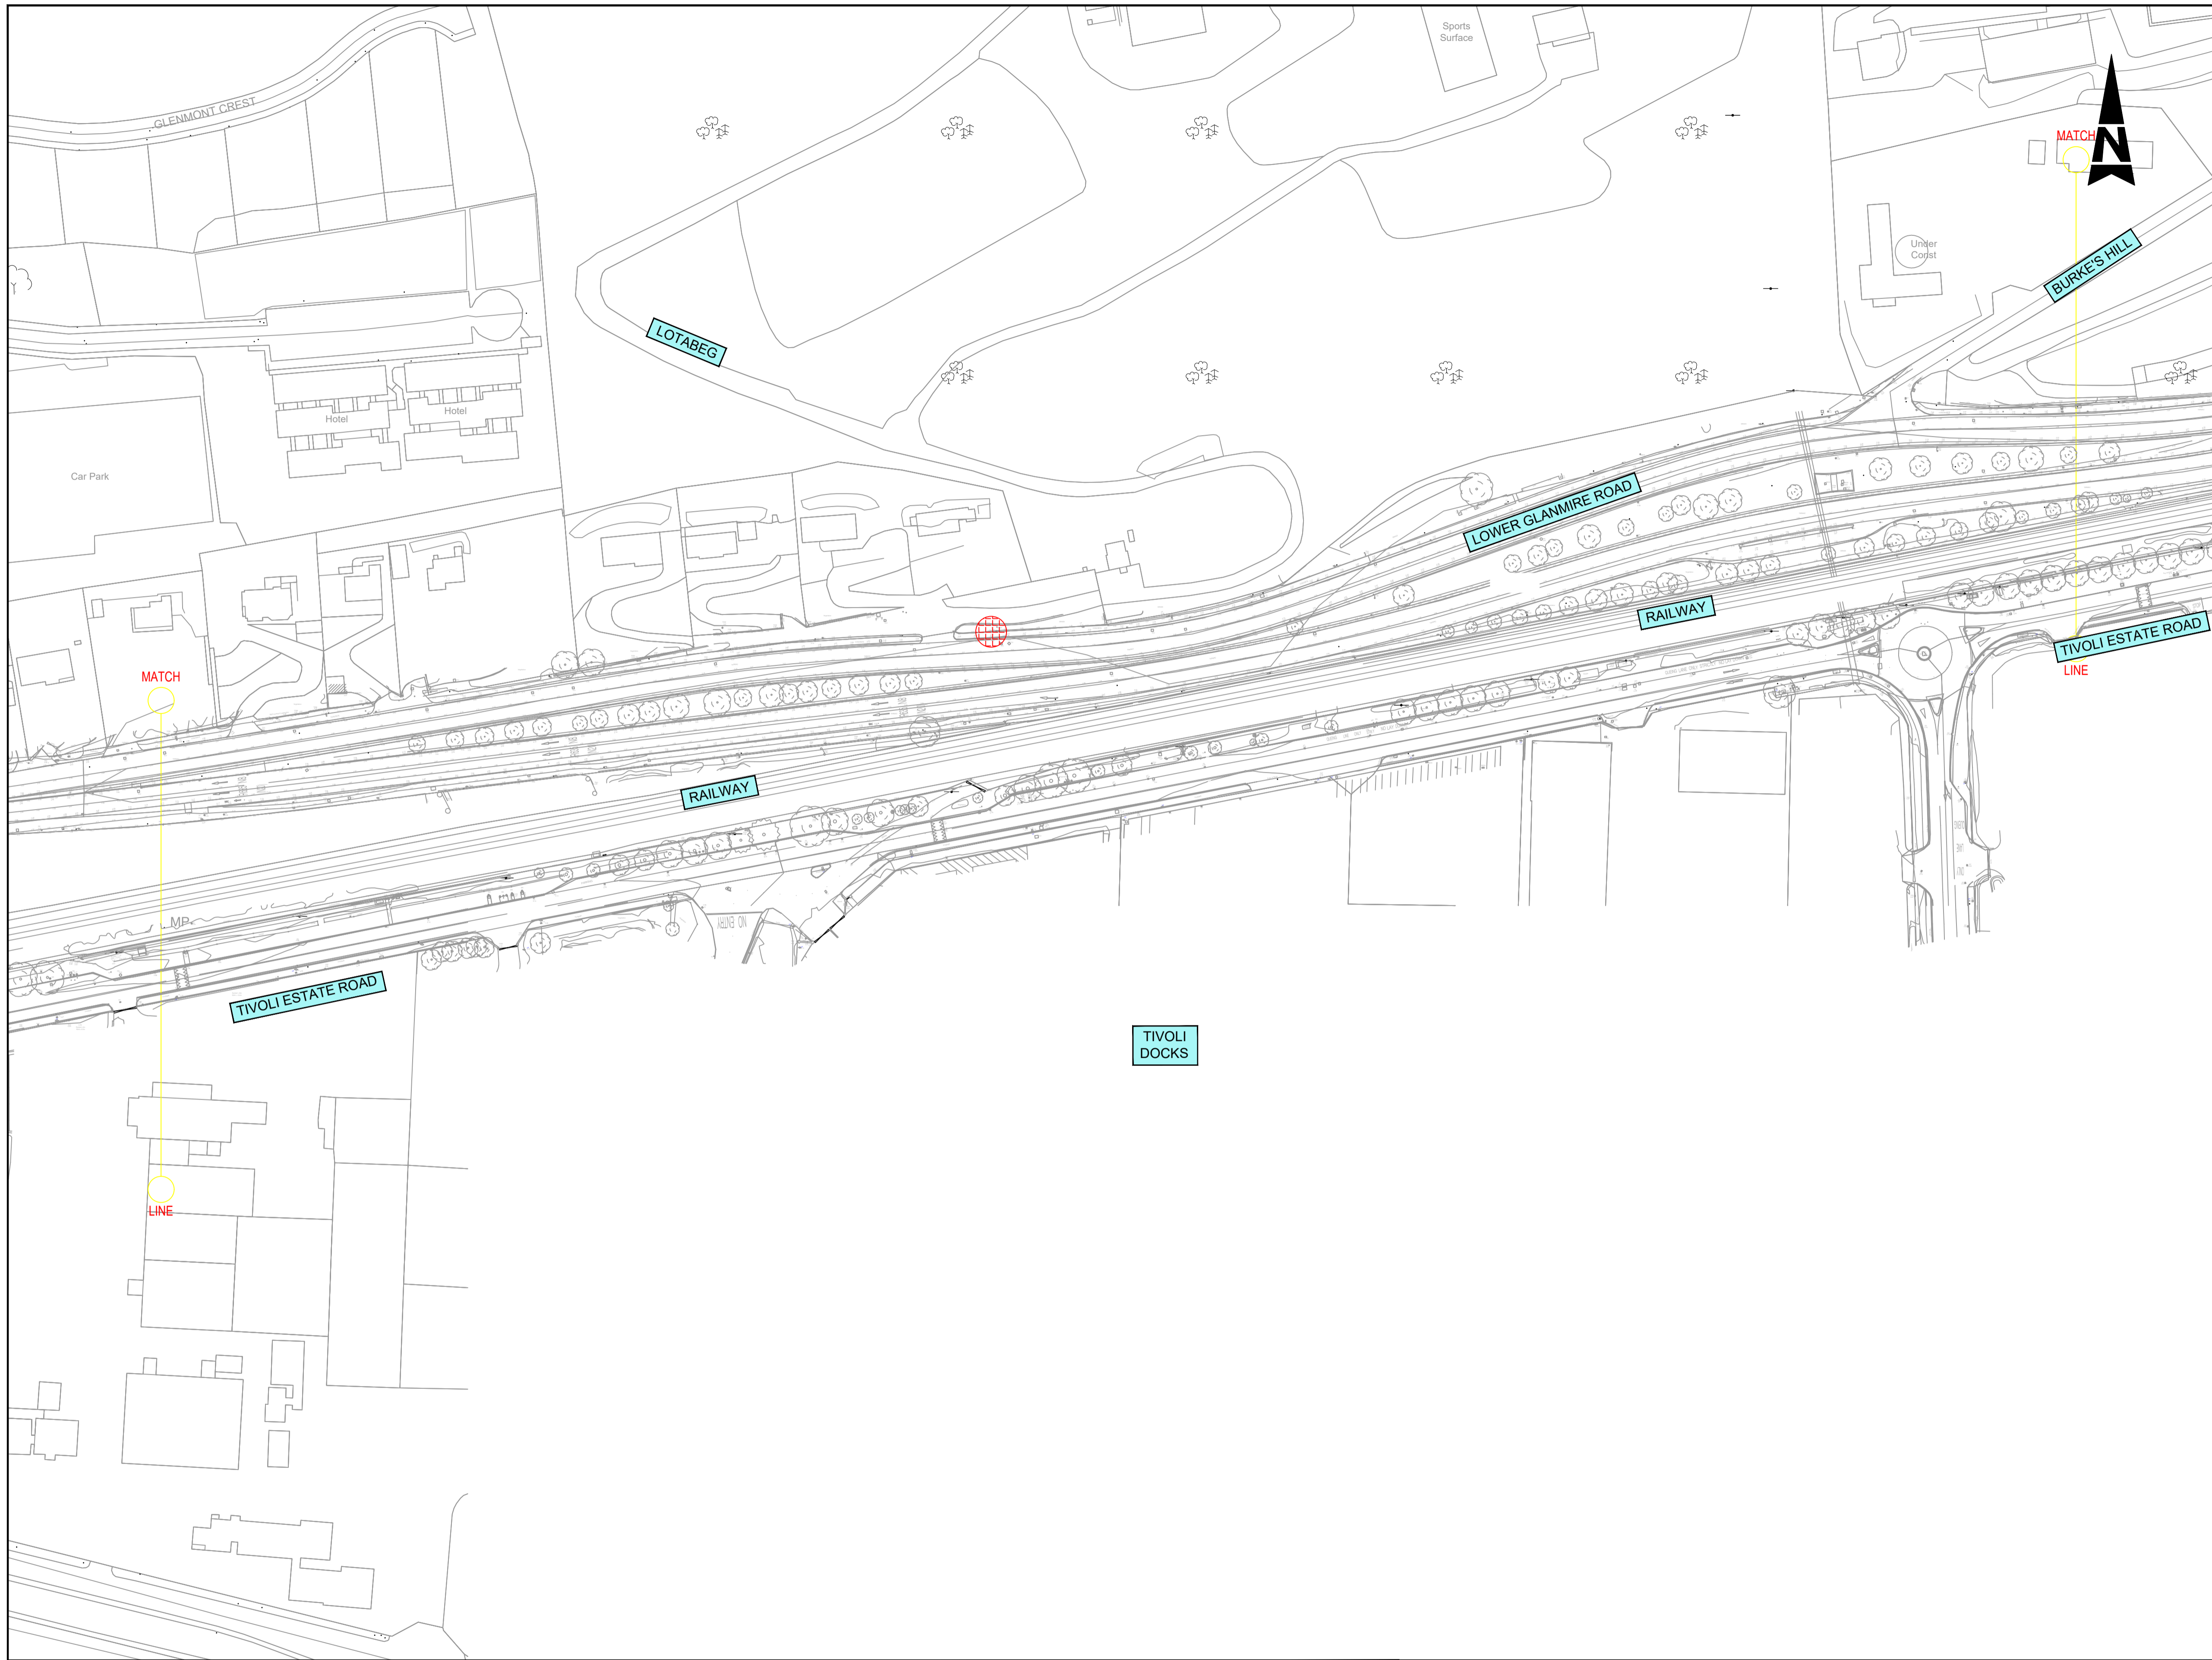 Sports
Surface
GLENMONT CREST
MATCH
N
Under
Const
BURKE'S HILL
LOTABEG
Hotel
Hotel
Car Park
LOWER GLANMIRE ROAD
RAILWAY
TIVOLI ESTATE ROAD
LINE
MATCH
RAILWAY
MP
NO ENTRY
TIVOLI ESTATE ROAD
TIVOLI
DOCKS
LINE